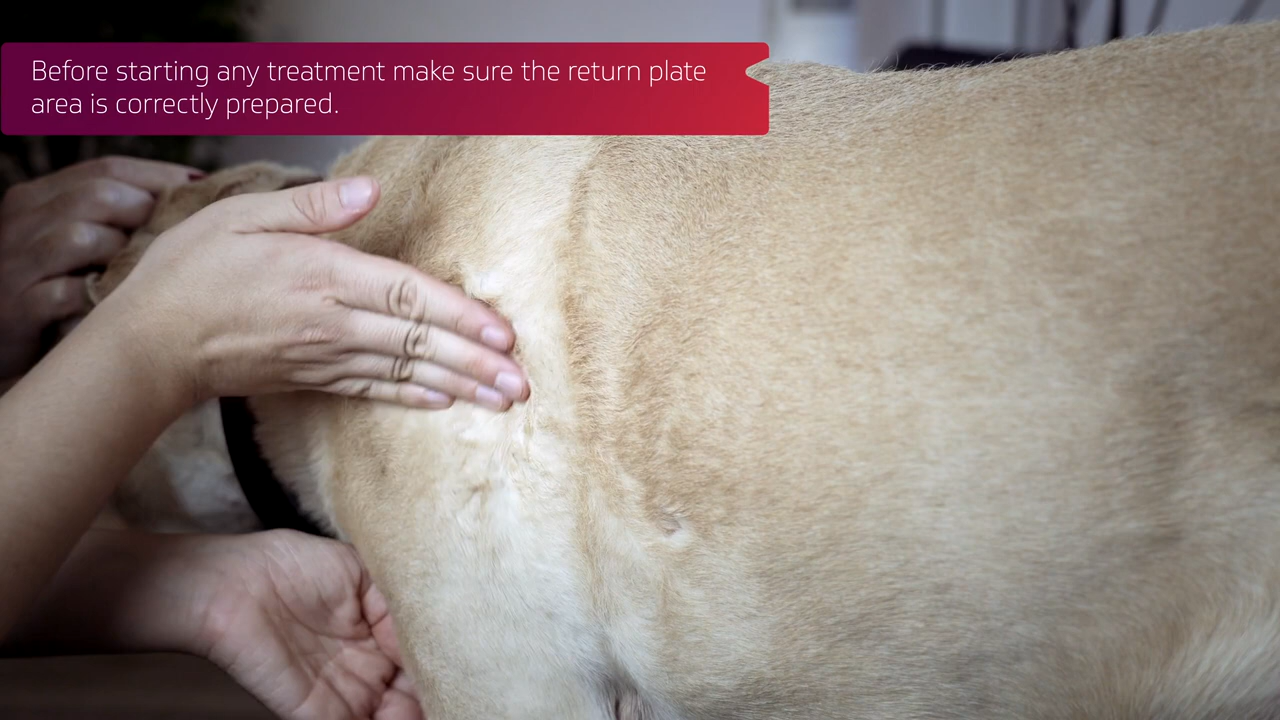 Before starting any treatment make sure the return plate
area is correctly prepared.